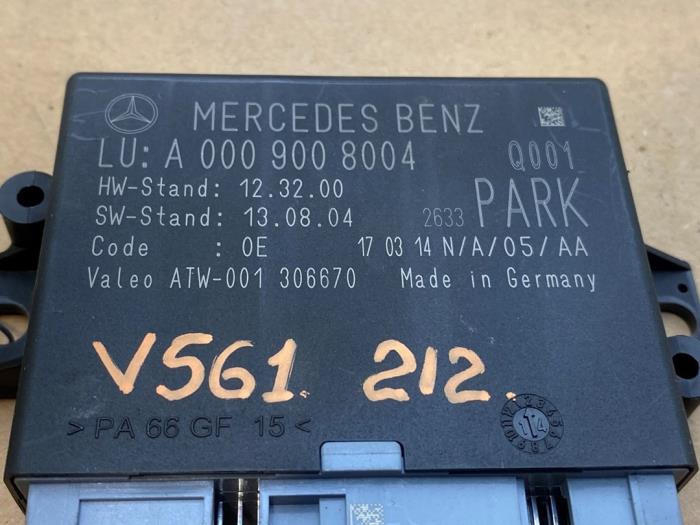 MERCEDES BENZ
LU: A 000 900 8004 Q001
HW-Stand: 12.32.00
SW-Stand: 13.08.04 2633 PARK
Code : 0E 17 03 14 N/A/05/AA
Valeo ATW-001 306670 Made in Germany
V561. 212.
>PA 66 GF 15<